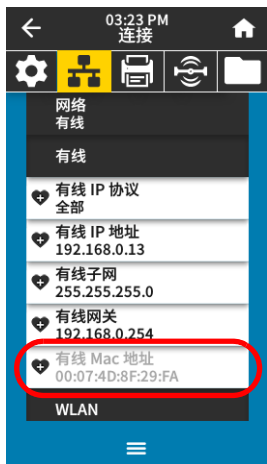 03:23 PM
连接
网络
有线
有线
有线 IP 协议
全部
有线 IP 地址
192.168.0.13
有线子网
255.255.255.0
有线网关
192.168.0.254
有线 Mac 地址
00:07:4D:8F:29:FA
WLAN